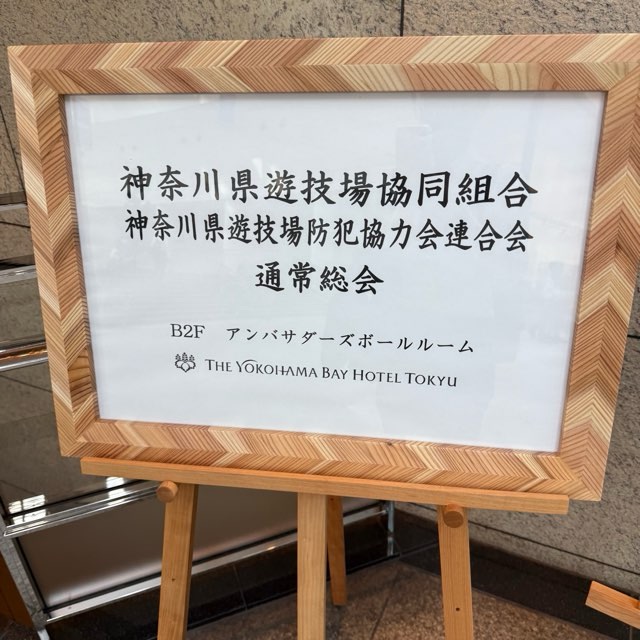 神奈川県遊技場協同組合
神奈川県遊技場防犯協力会連合会
通常総会
B2F アンバサダーズボールルーム
THE YOKOHAMA BAY HOTEL TOKYU